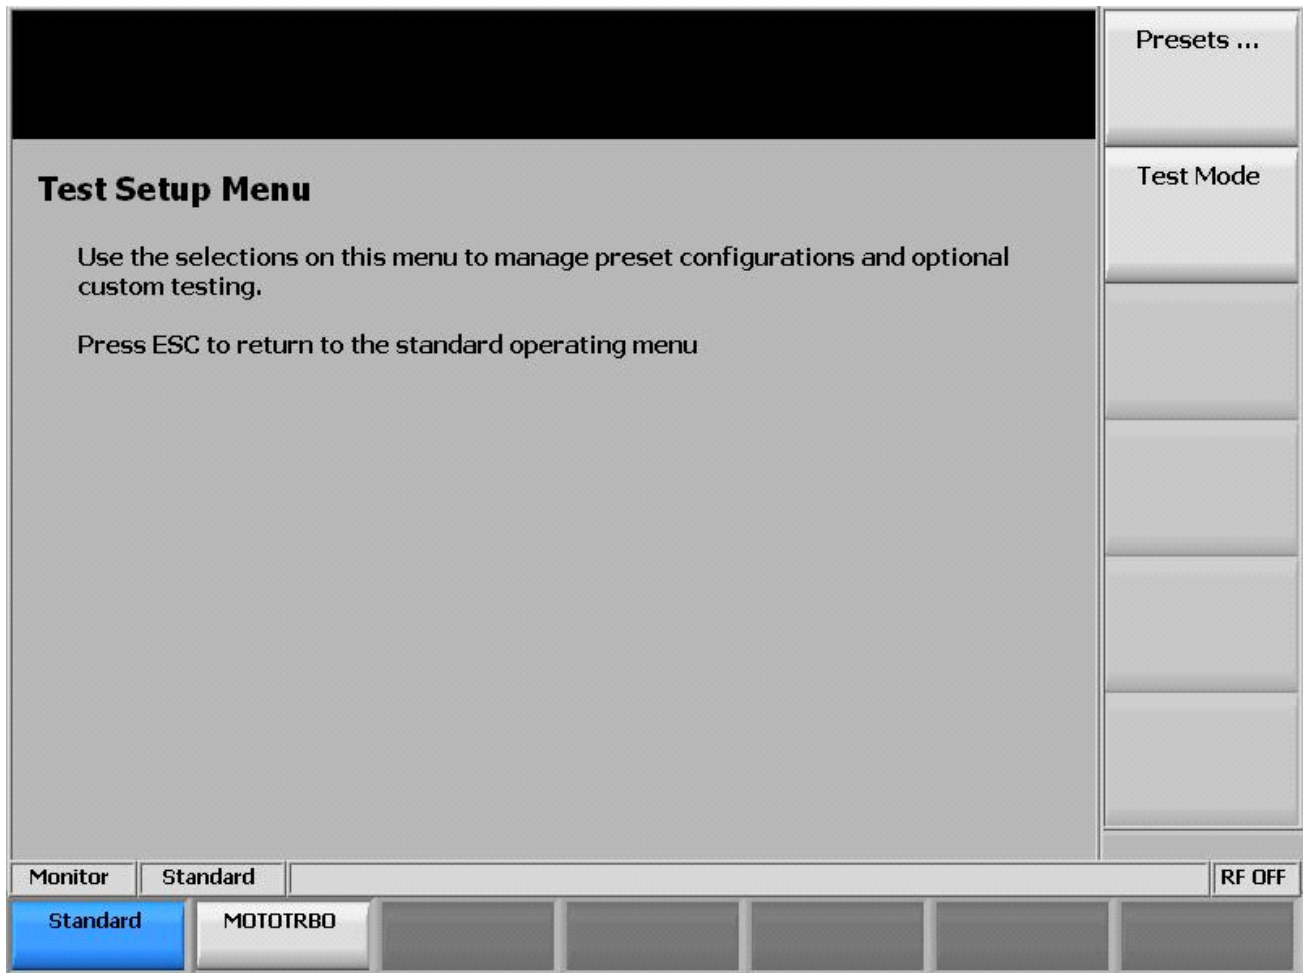 Presets ...
Test Mode
Test Setup Menu
Use the selections on this menu to manage preset configurations and optional
custom testing.
Press ESC to return to the standard operating menu
Monitor
Standard
RF OFF
Standard
MOTOTRBO